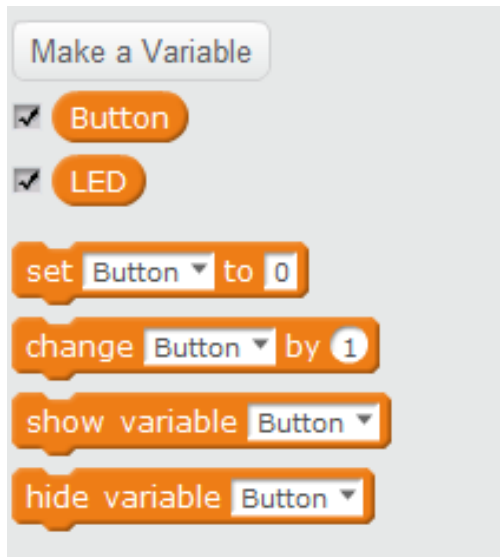 Make a Variable
Button
LED
set Button to 0
change Button by 1
show variable Button
hide variable Button